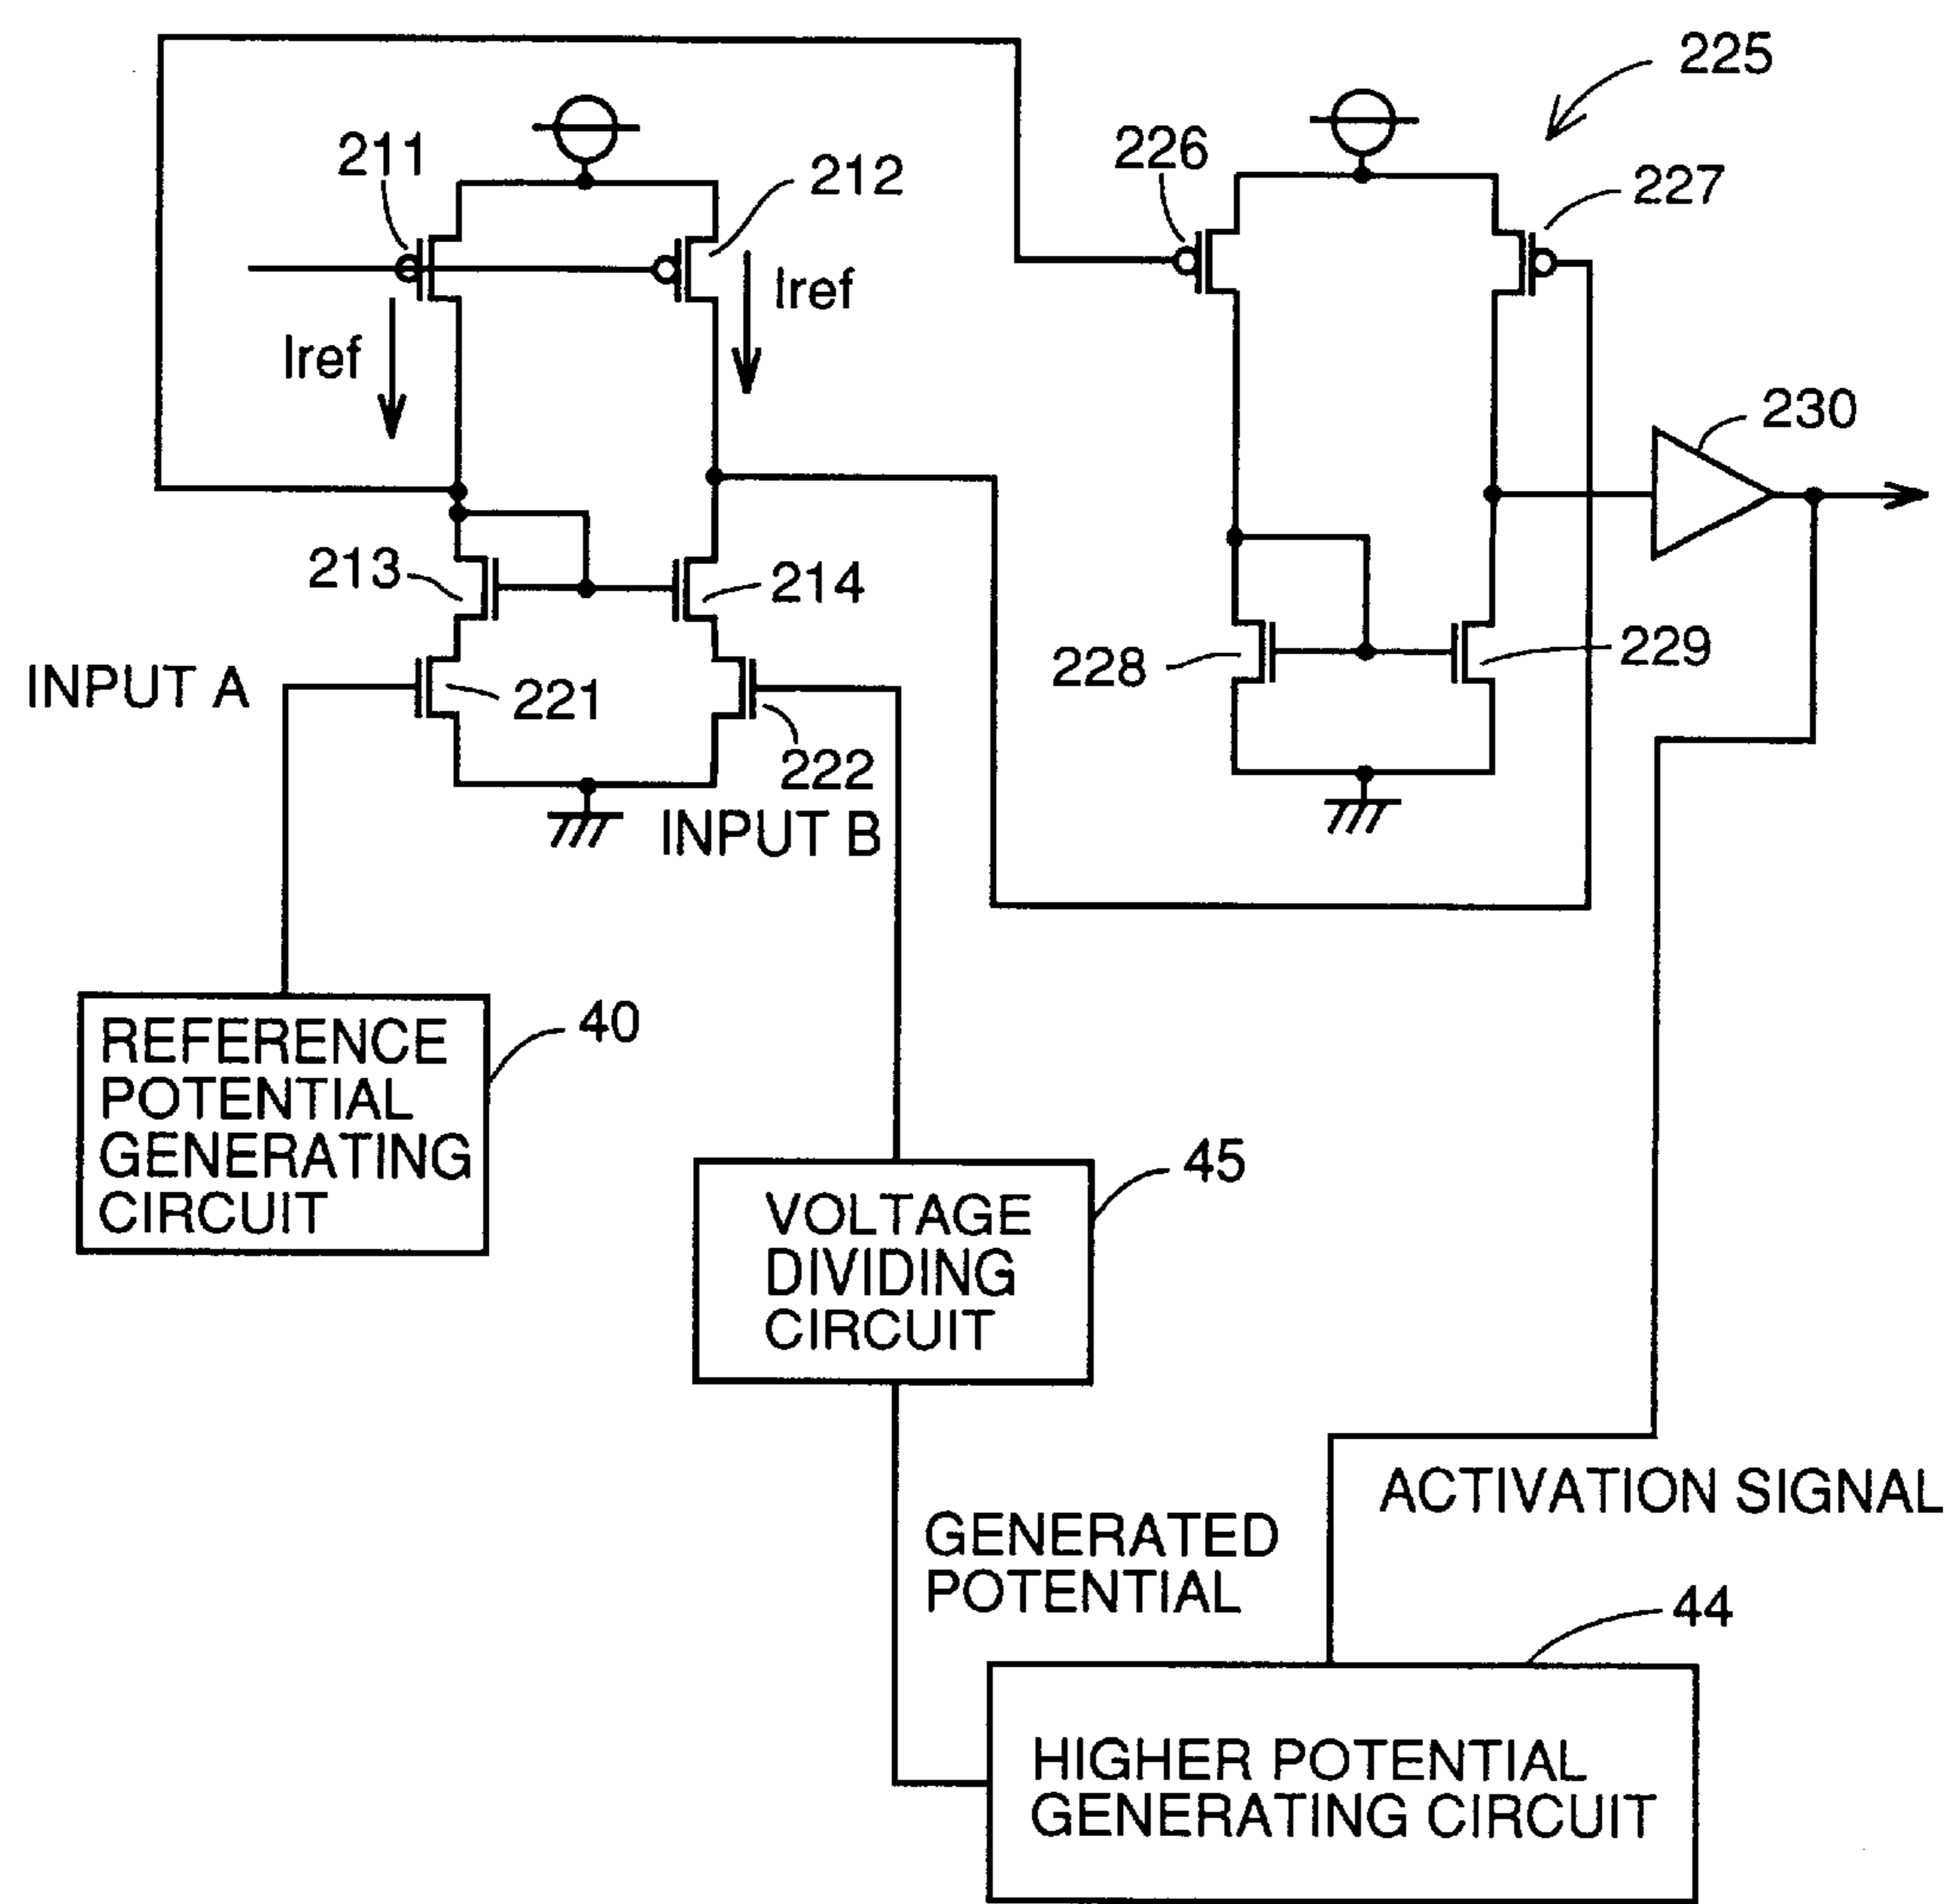 225
211
212
226
227
Iref
Iref
230
213
214
228
229
INPUT A
221
222
INPUT B
REFERENCE
POTENTIAL
GENERATING
CIRCUIT
40
VOLTAGE
DIVIDING
CIRCUIT
45
ACTIVATION SIGNAL
GENERATED
POTENTIAL
44
HIGHER POTENTIAL
GENERATING CIRCUIT